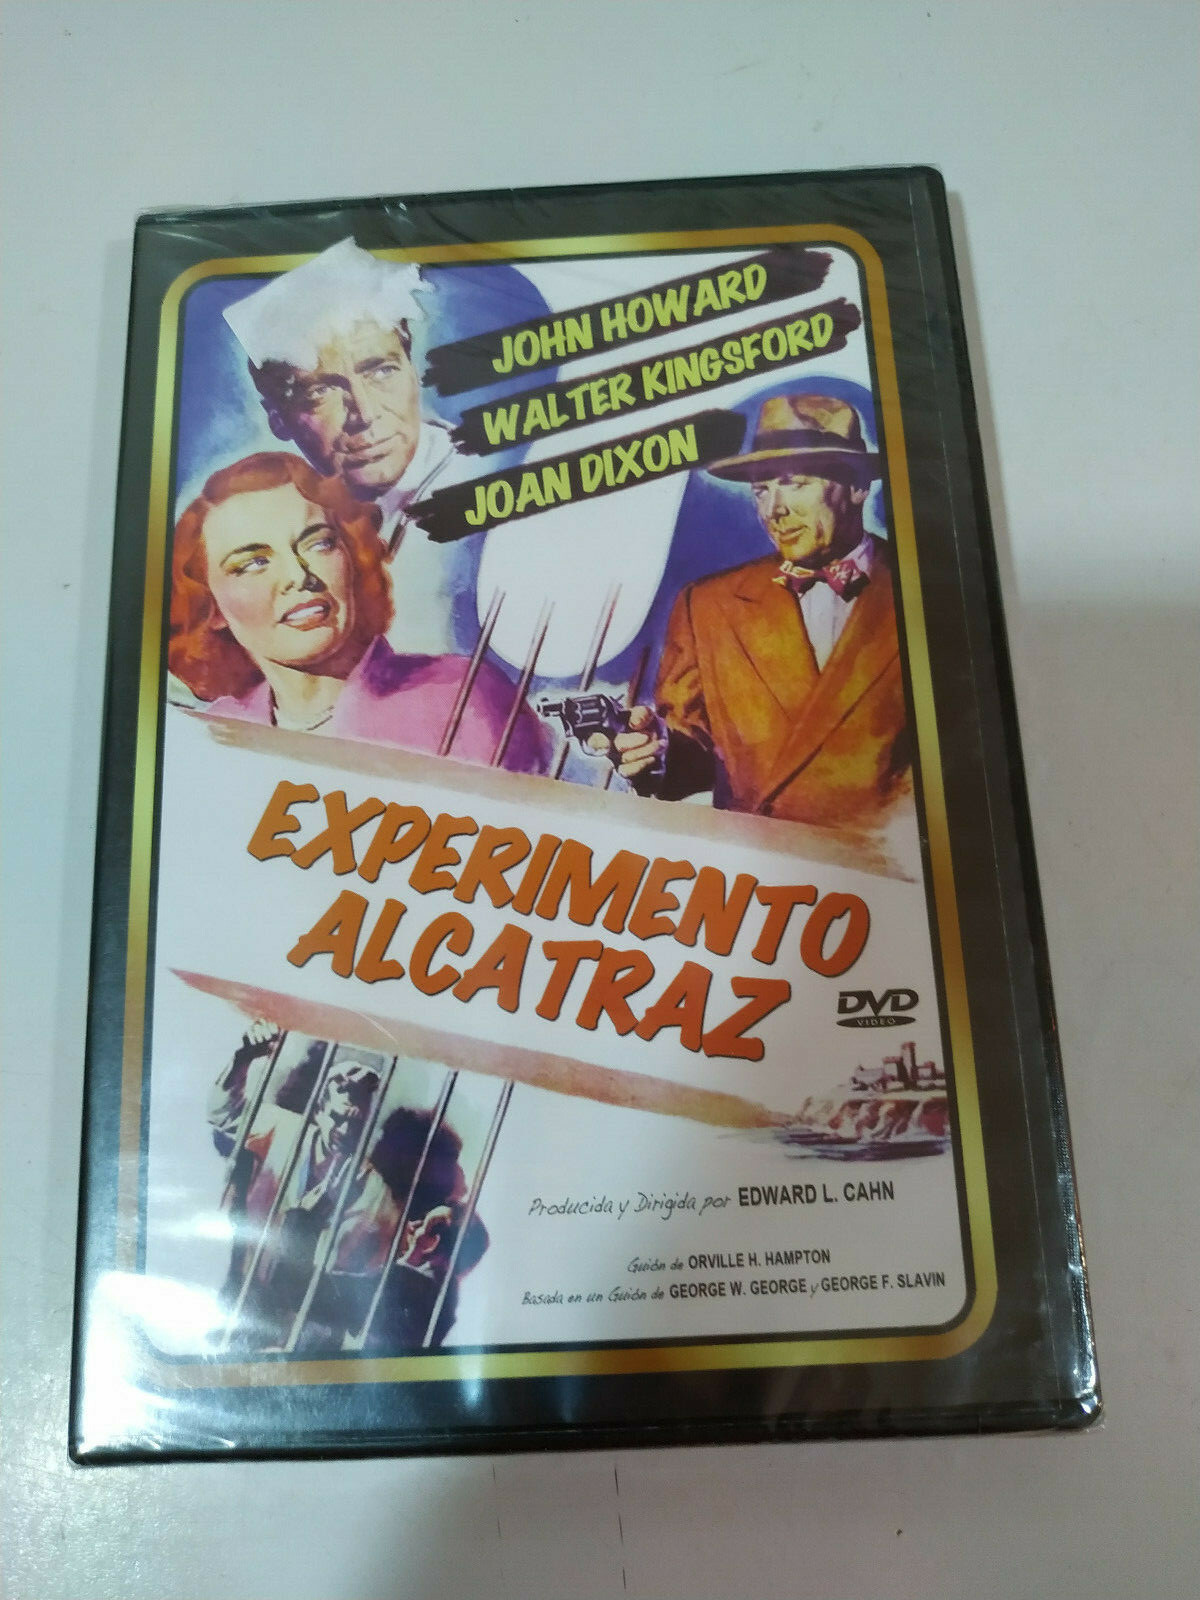 JOHN HOWARD
WALTER KINGSFORD
JOAN DIXON
EXPERIMENTO
ALCATRAZ
DVD
VIDEO
Producida y Dirigida por EDWARD L. CAHN
Guión de ORVILLE H. HAMPTON
Basada en un Guión de GEORGE W. GEORGE y GEORGE F. SLAVIN